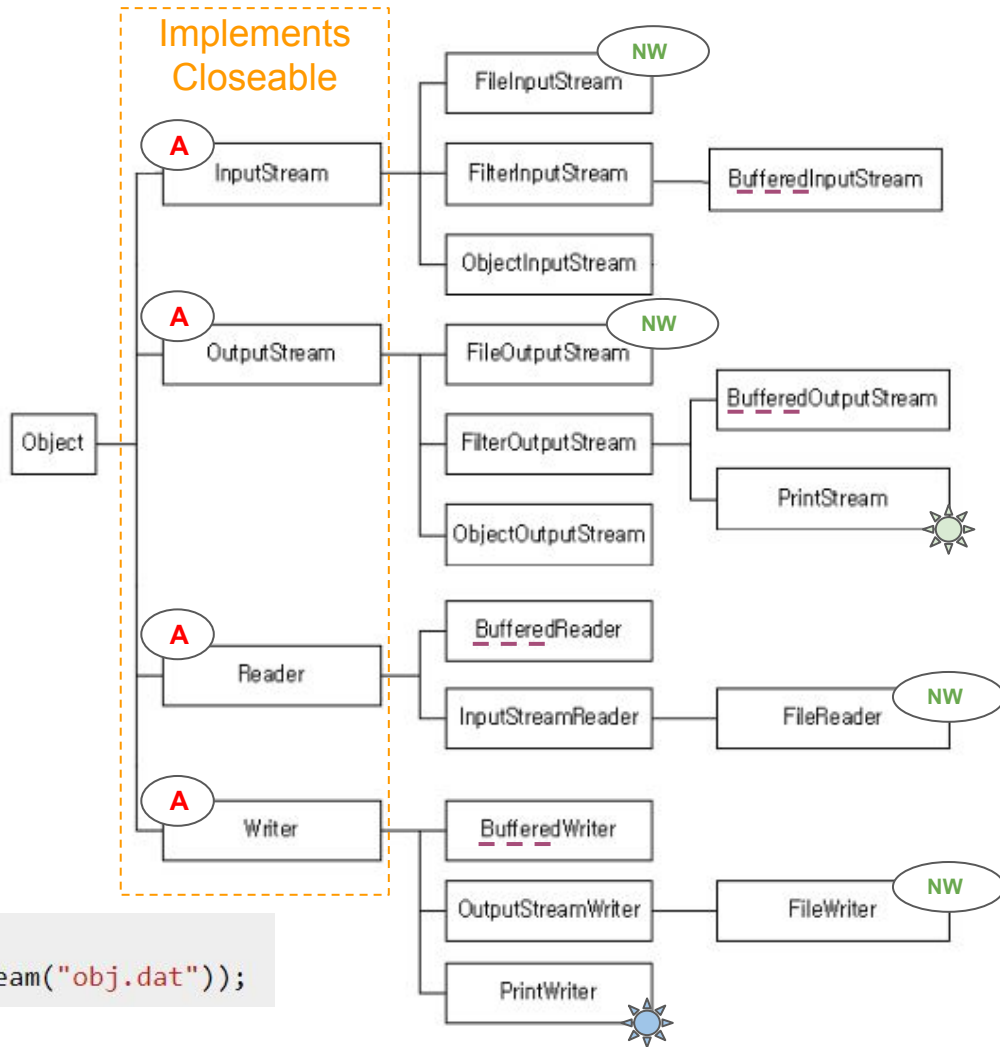 Implements
Closeable
NW
FileInputStream
A
InputStream
FilterInputStream
BufferedInputStream
ObjectInputStream
A
NW
OutputStream
FileOutputStream
BufferedOutputStream
Object
FilterOutputStream
PrintStream
ObjectOutputStream
A
BufferedReader
Reader
NW
InputStreamReader
FileReader
A
Writer
BufferedWriter
NW
OutputStreamWriter
FileWriter
eam("obj.dat"));
PrintWriter